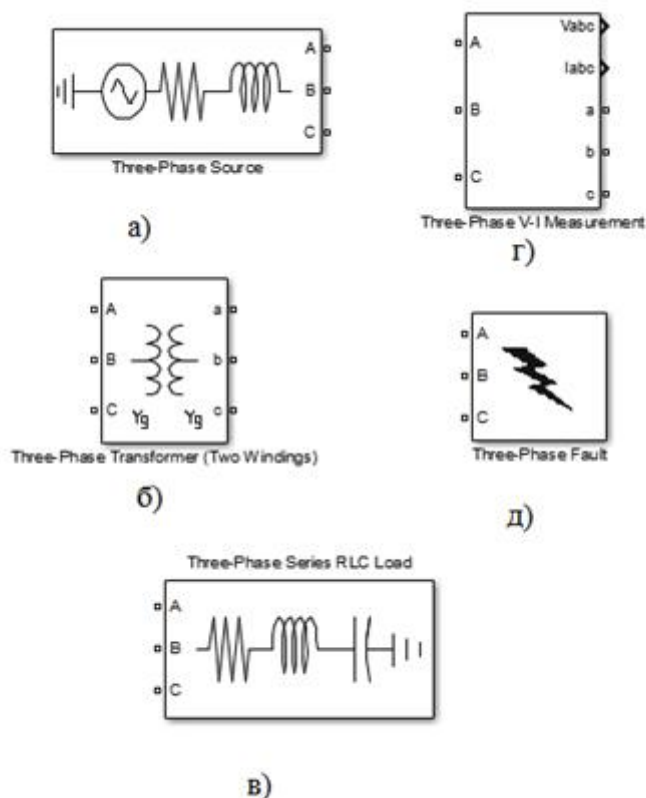 A
B
C
Three-Phase Source
а)
A
B
C
Vabc
Iabc
a
b
c
Three-Phase V-I Measurement
г)
A
B
C
a
b
c
Yg Yg
Three-Phase Transformer (Two Windings)
б)
A
B
C
Three-Phase Fault
д)
Three-Phase Series RLC Load
A
B
C
в)